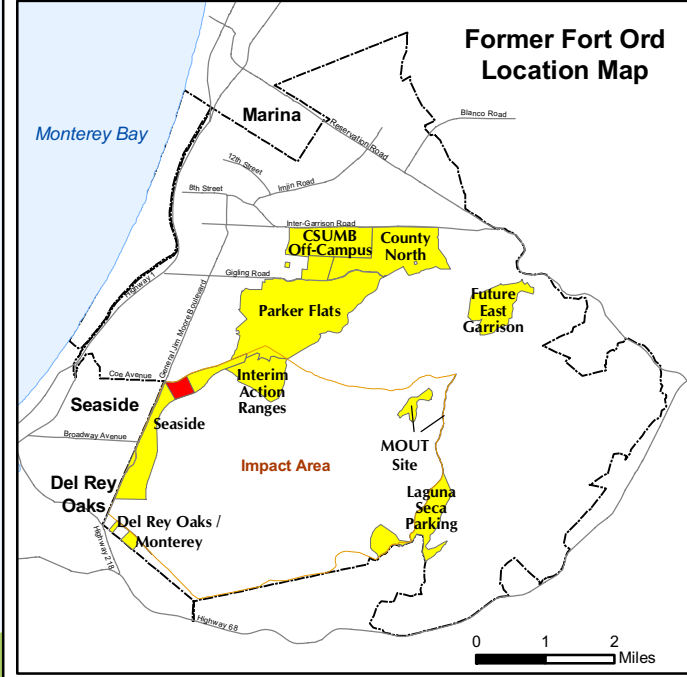 Former Fort Ord
Location Map
Marina
Blanco Road
Monterey Bay
Reservation Road
12th Street
Imjin Road
8th Street
Inter-Garrison Road
CSUMB
Off-Campus
County
North
Gigling Road
Highway 1
General Jim Moore Boulevard
Parker Flats
Future
East
Garrison
Coe Avenue
Interim
Action
Ranges
Seaside
Seaside
Broadway Avenue
MOUT
Site
Impact Area
Del Rey
Oaks
Laguna
Seca
Parking
Del Rey Oaks /
Monterey
Highway 218
Highway 68
0 1 2
Miles